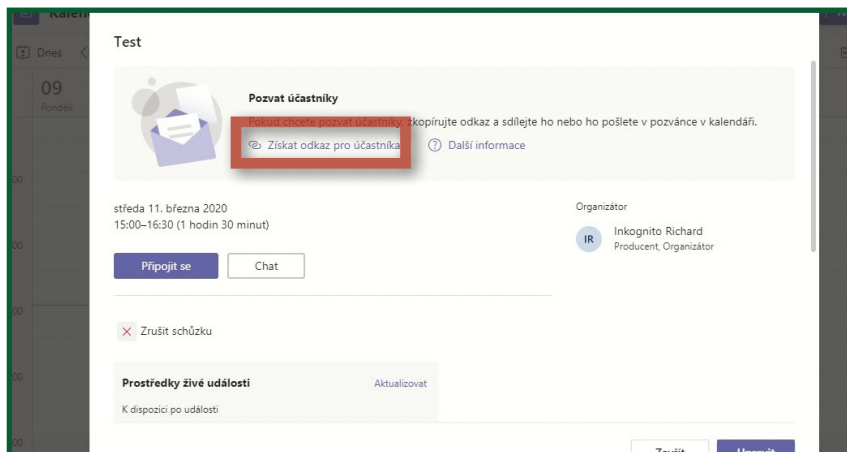 Dnes
Test
09
Pondělí
Pozvat účastníky
Pokud chcete pozvat účastníky, zkopírujte odkaz a sdílejte ho nebo ho pošlete v pozvánce v kalendáři.
Získat odkaz pro účastníka
Další informace
středa 11. března 2020
15:00–16:30 (1 hodin 30 minut)
Organizátor
IR
Inkognito Richard
Producent, Organizátor
Připojit se
Chat
Zrušit schůzku
Prostředky živé události
Aktualizovat
K dispozici po události